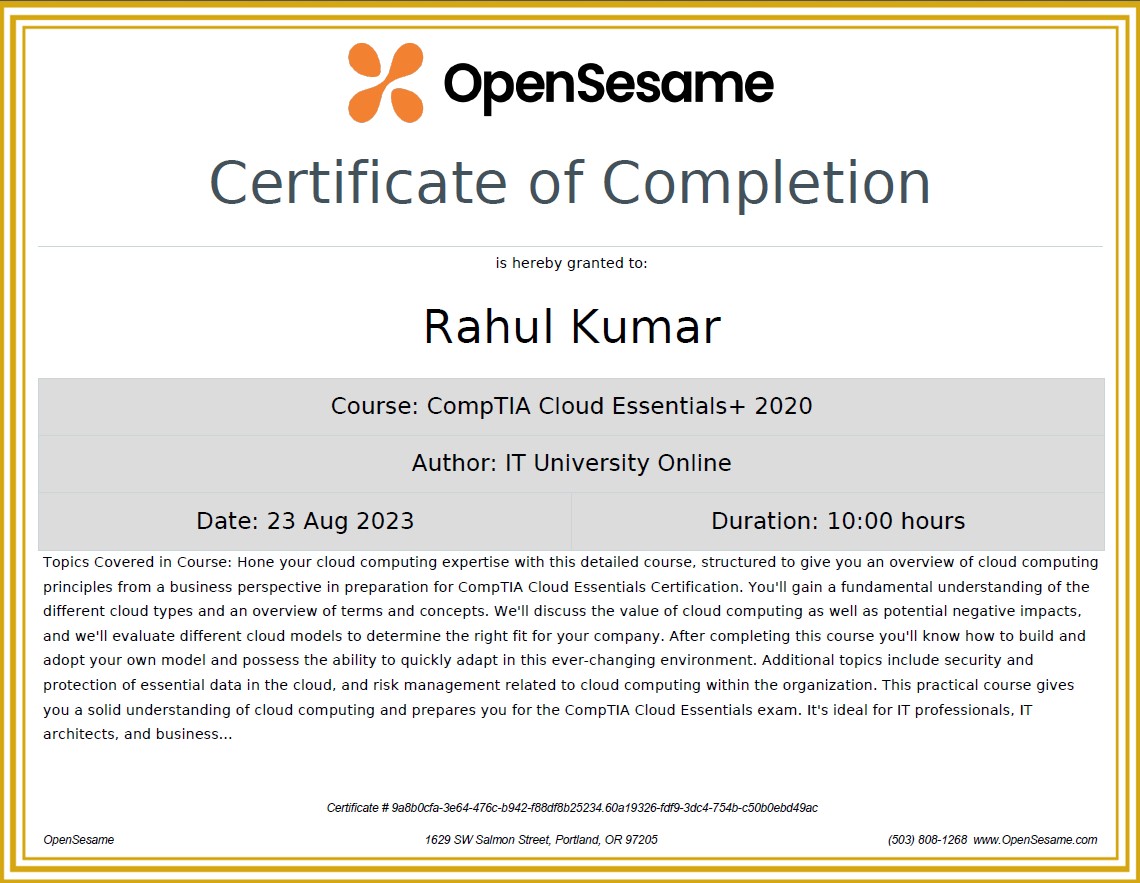 OpenSesame
Certificate of Completion
is hereby granted to:
Rahul Kumar
Course: CompTIA Cloud Essentials+ 2020
Author: IT University Online
Date: 23 Aug 2023
Duration: 10:00 hours
Topics Covered in Course: Hone your cloud computing expertise with this detailed course, structured to give you an overview of cloud computing
principles from a business perspective in preparation for CompTIA Cloud Essentials Certification. You'll gain a fundamental understanding of the
different cloud types and an overview of terms and concepts. We'll discuss the value of cloud computing as well as potential negative impacts,
and we'll evaluate different cloud models to determine the right fit for your company. After completing this course you'll know how to build and
adopt your own model and possess the ability to quickly adapt in this ever-changing environment. Additional topics include security and
protection of essential data in the cloud, and risk management related to cloud computing within the organization. This practical course gives
you a solid understanding of cloud computing and prepares you for the CompTIA Cloud Essentials exam. It's ideal for IT professionals, IT
architects, and business...
Certificate # 9a8b0cfa-3e64-476c-b942-f88df8b25234.60a19326-fdf9-3dc4-754b-c50b0ebd49ac
OpenSesame
1629 SW Salmon Street, Portland, OR 97205
(503) 808-1268 www.OpenSesame.com